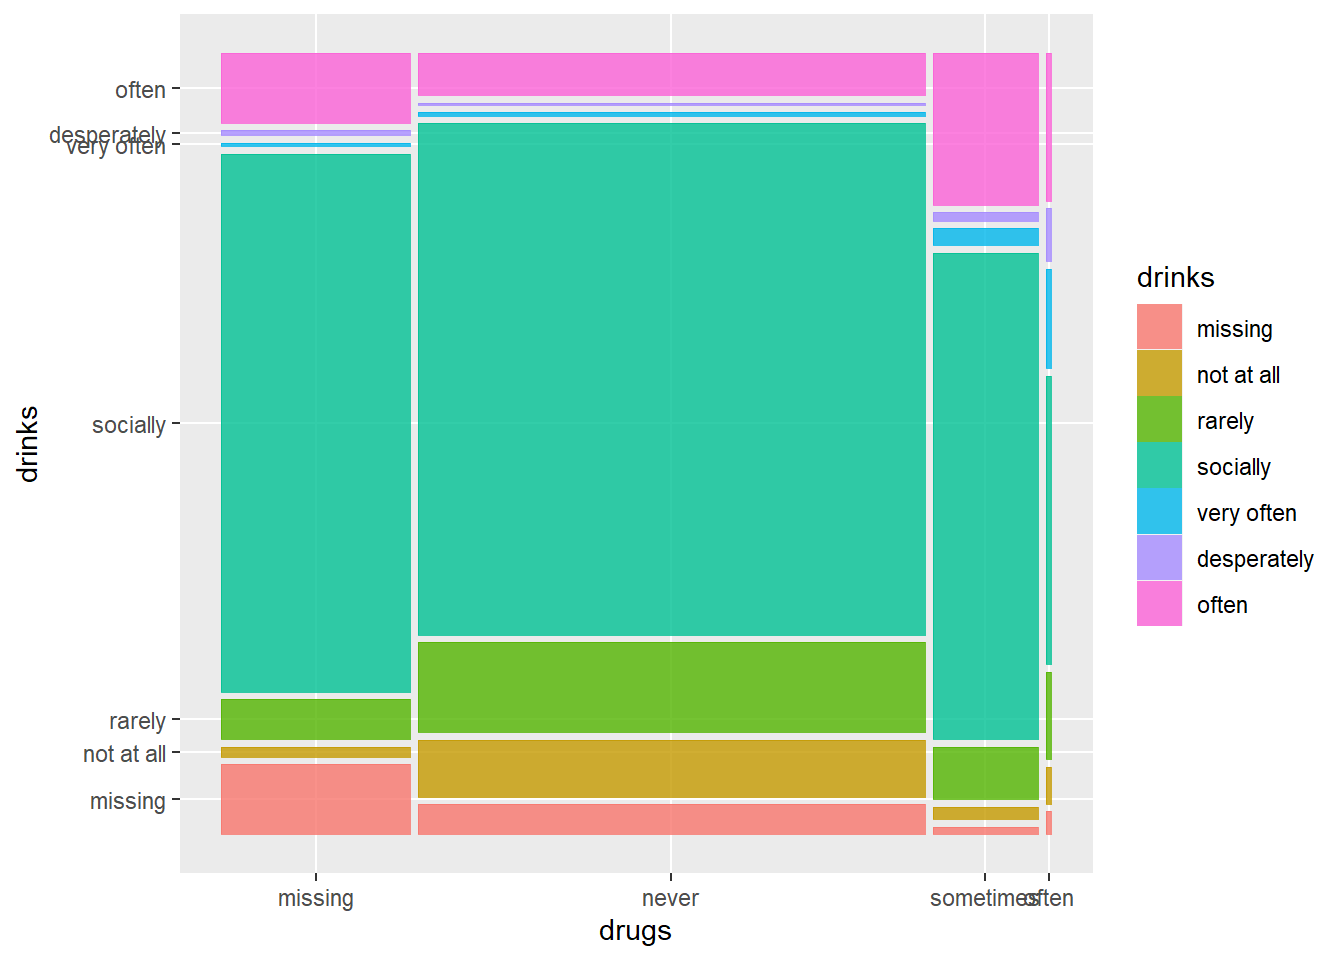 often
desperately
very often
socially
rarely
not at all
missing
drinks
missing
never
sometimes
often
drugs
drinks
missing
not at all
rarely
socially
very often
desperately
often